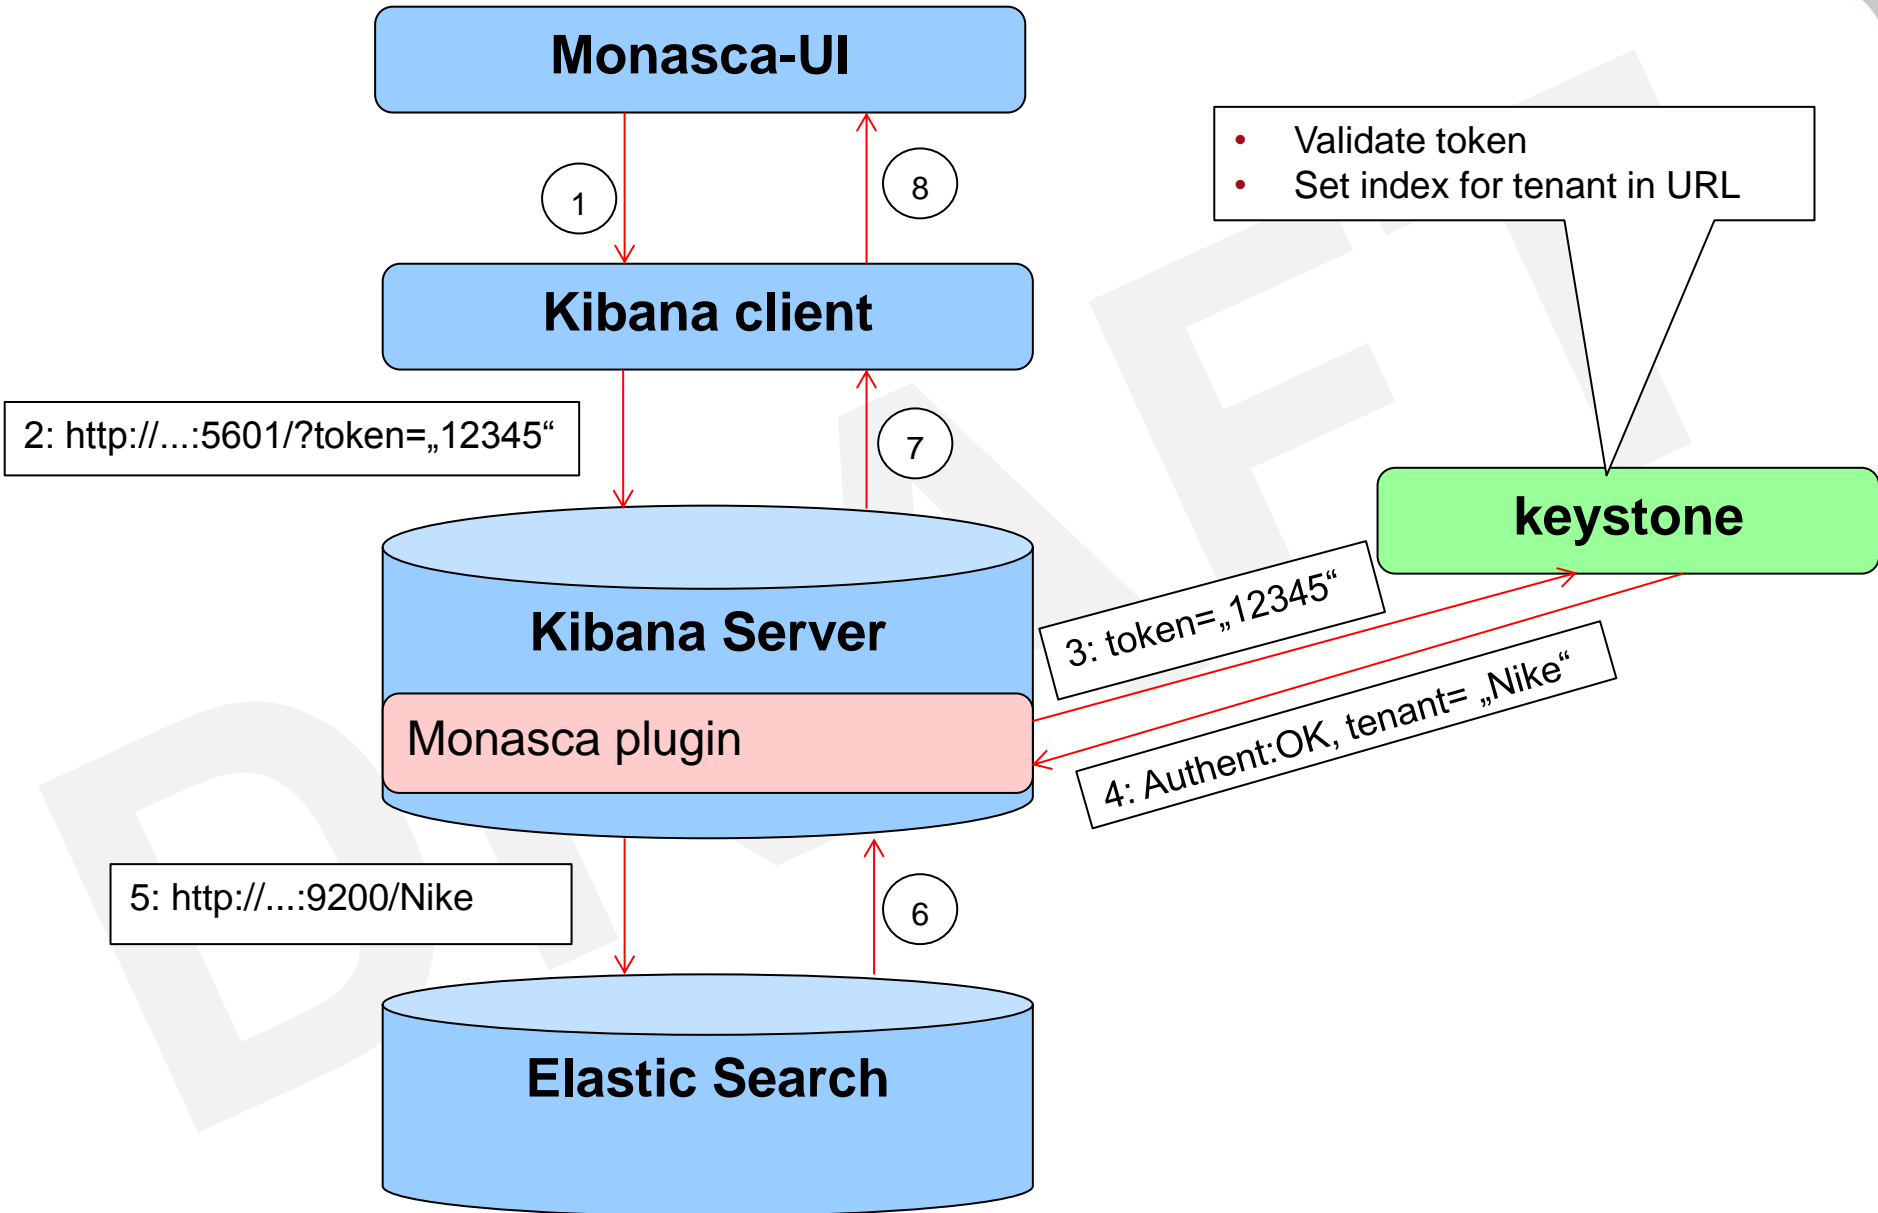 Monasca-UI
• Validate token
• Set index for tenant in URL
1
8
Kibana client
2: http://...:5601/?token=„12345“
7
keystone
Kibana Server
3: token=„12345“
4: Authent:OK, tenant= „Nike“
Monasca plugin
5: http://...:9200/Nike
6
Elastic Search
DRAFT